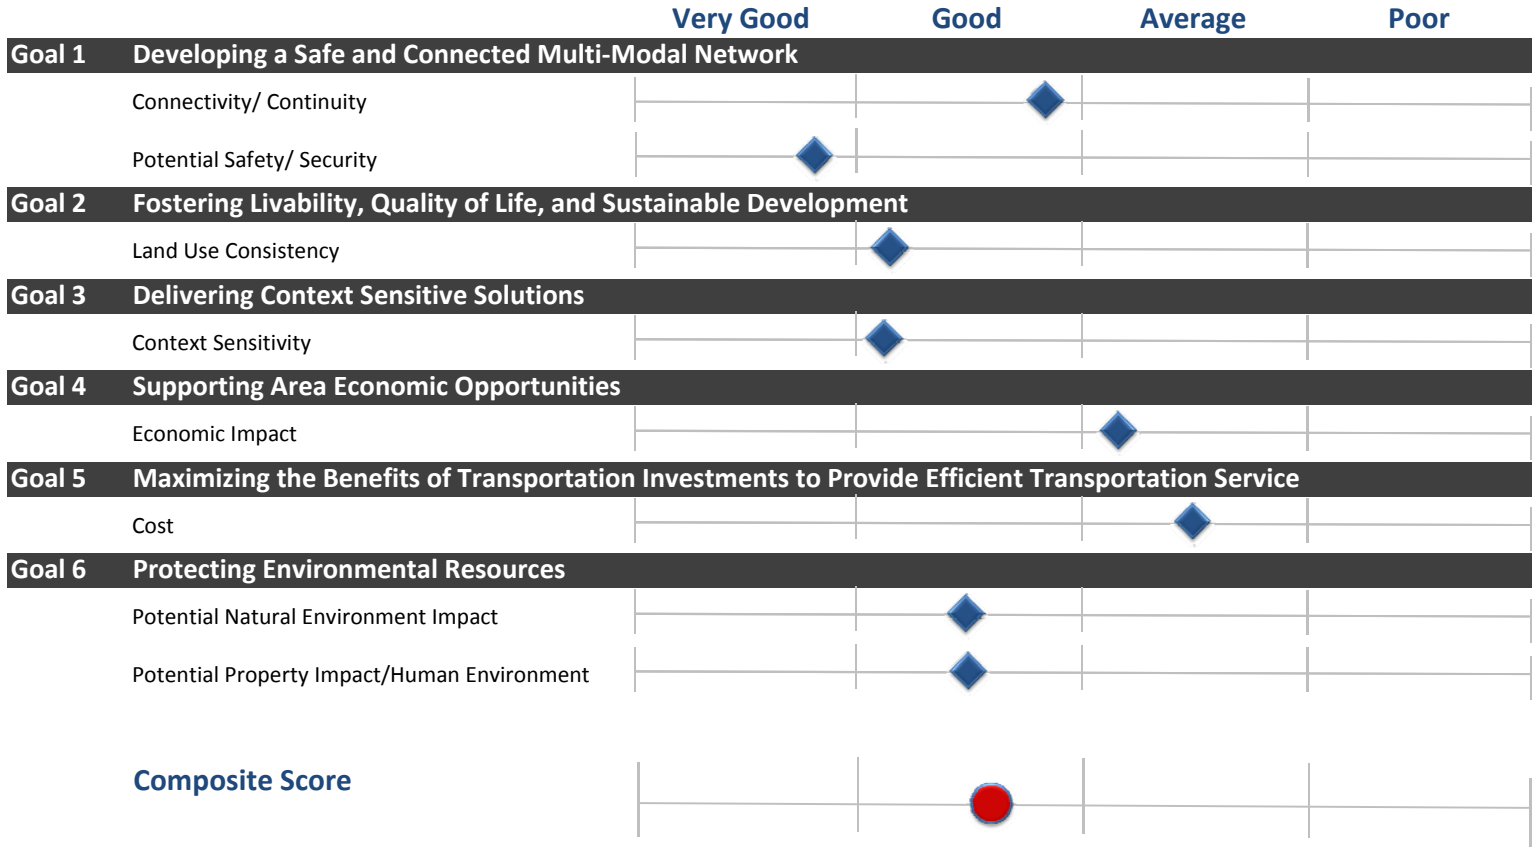 Very Good Good Average Poor
Goal 1 Developing a Safe and Connected Multi-Modal Network
Connectivity/ Continuity
Potential Safety/ Security
Goal 2 Fostering Livability, Quality of Life, and Sustainable Development
Land Use Consistency
Goal 3 Delivering Context Sensitive Solutions
Context Sensitivity
Goal 4 Supporting Area Economic Opportunities
Economic Impact
Goal 5 Maximizing the Benefits of Transportation Investments to Provide Efficient Transportation Service
Cost
Goal 6 Protecting Environmental Resources
Potential Natural Environment Impact
Potential Property Impact/Human Environment
Composite Score